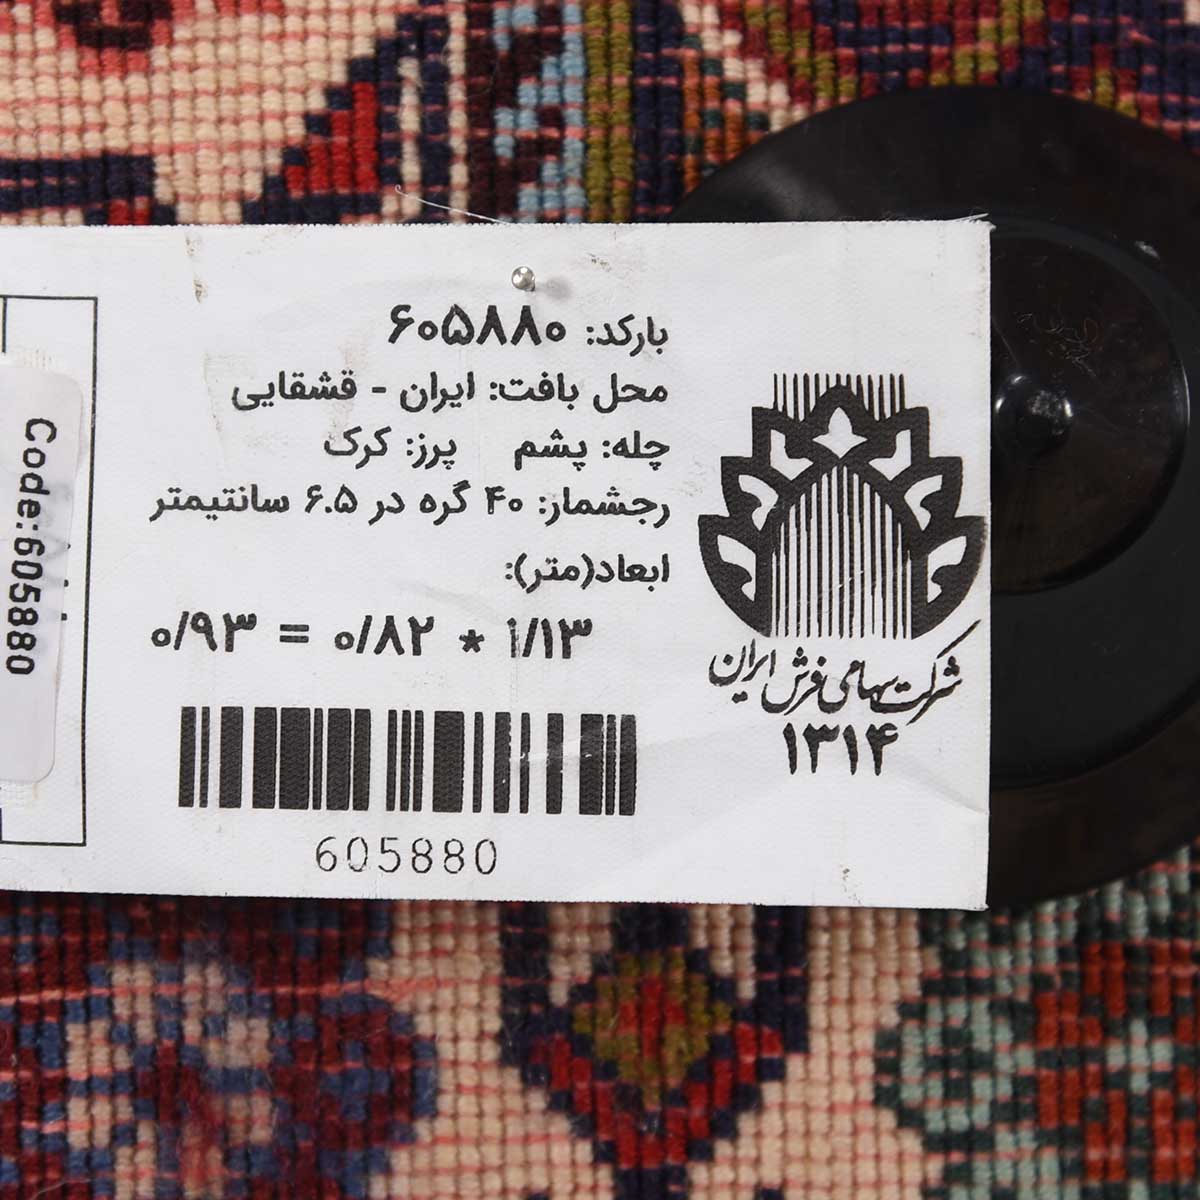 بارکد: ۶۰۵۸۸۰
محل بافت: ایران - قشقایی
چله: پشم    پرز: کرک
رجشمار: ۴۰ گره در ۶.۵ سانتیمتر
ابعاد(متر):
۱/۱۳ * ۰/۸۲ = ۰/۹۳
605880
شرکت سهامی فرش ایران
۱۳۱۴
Code:605880